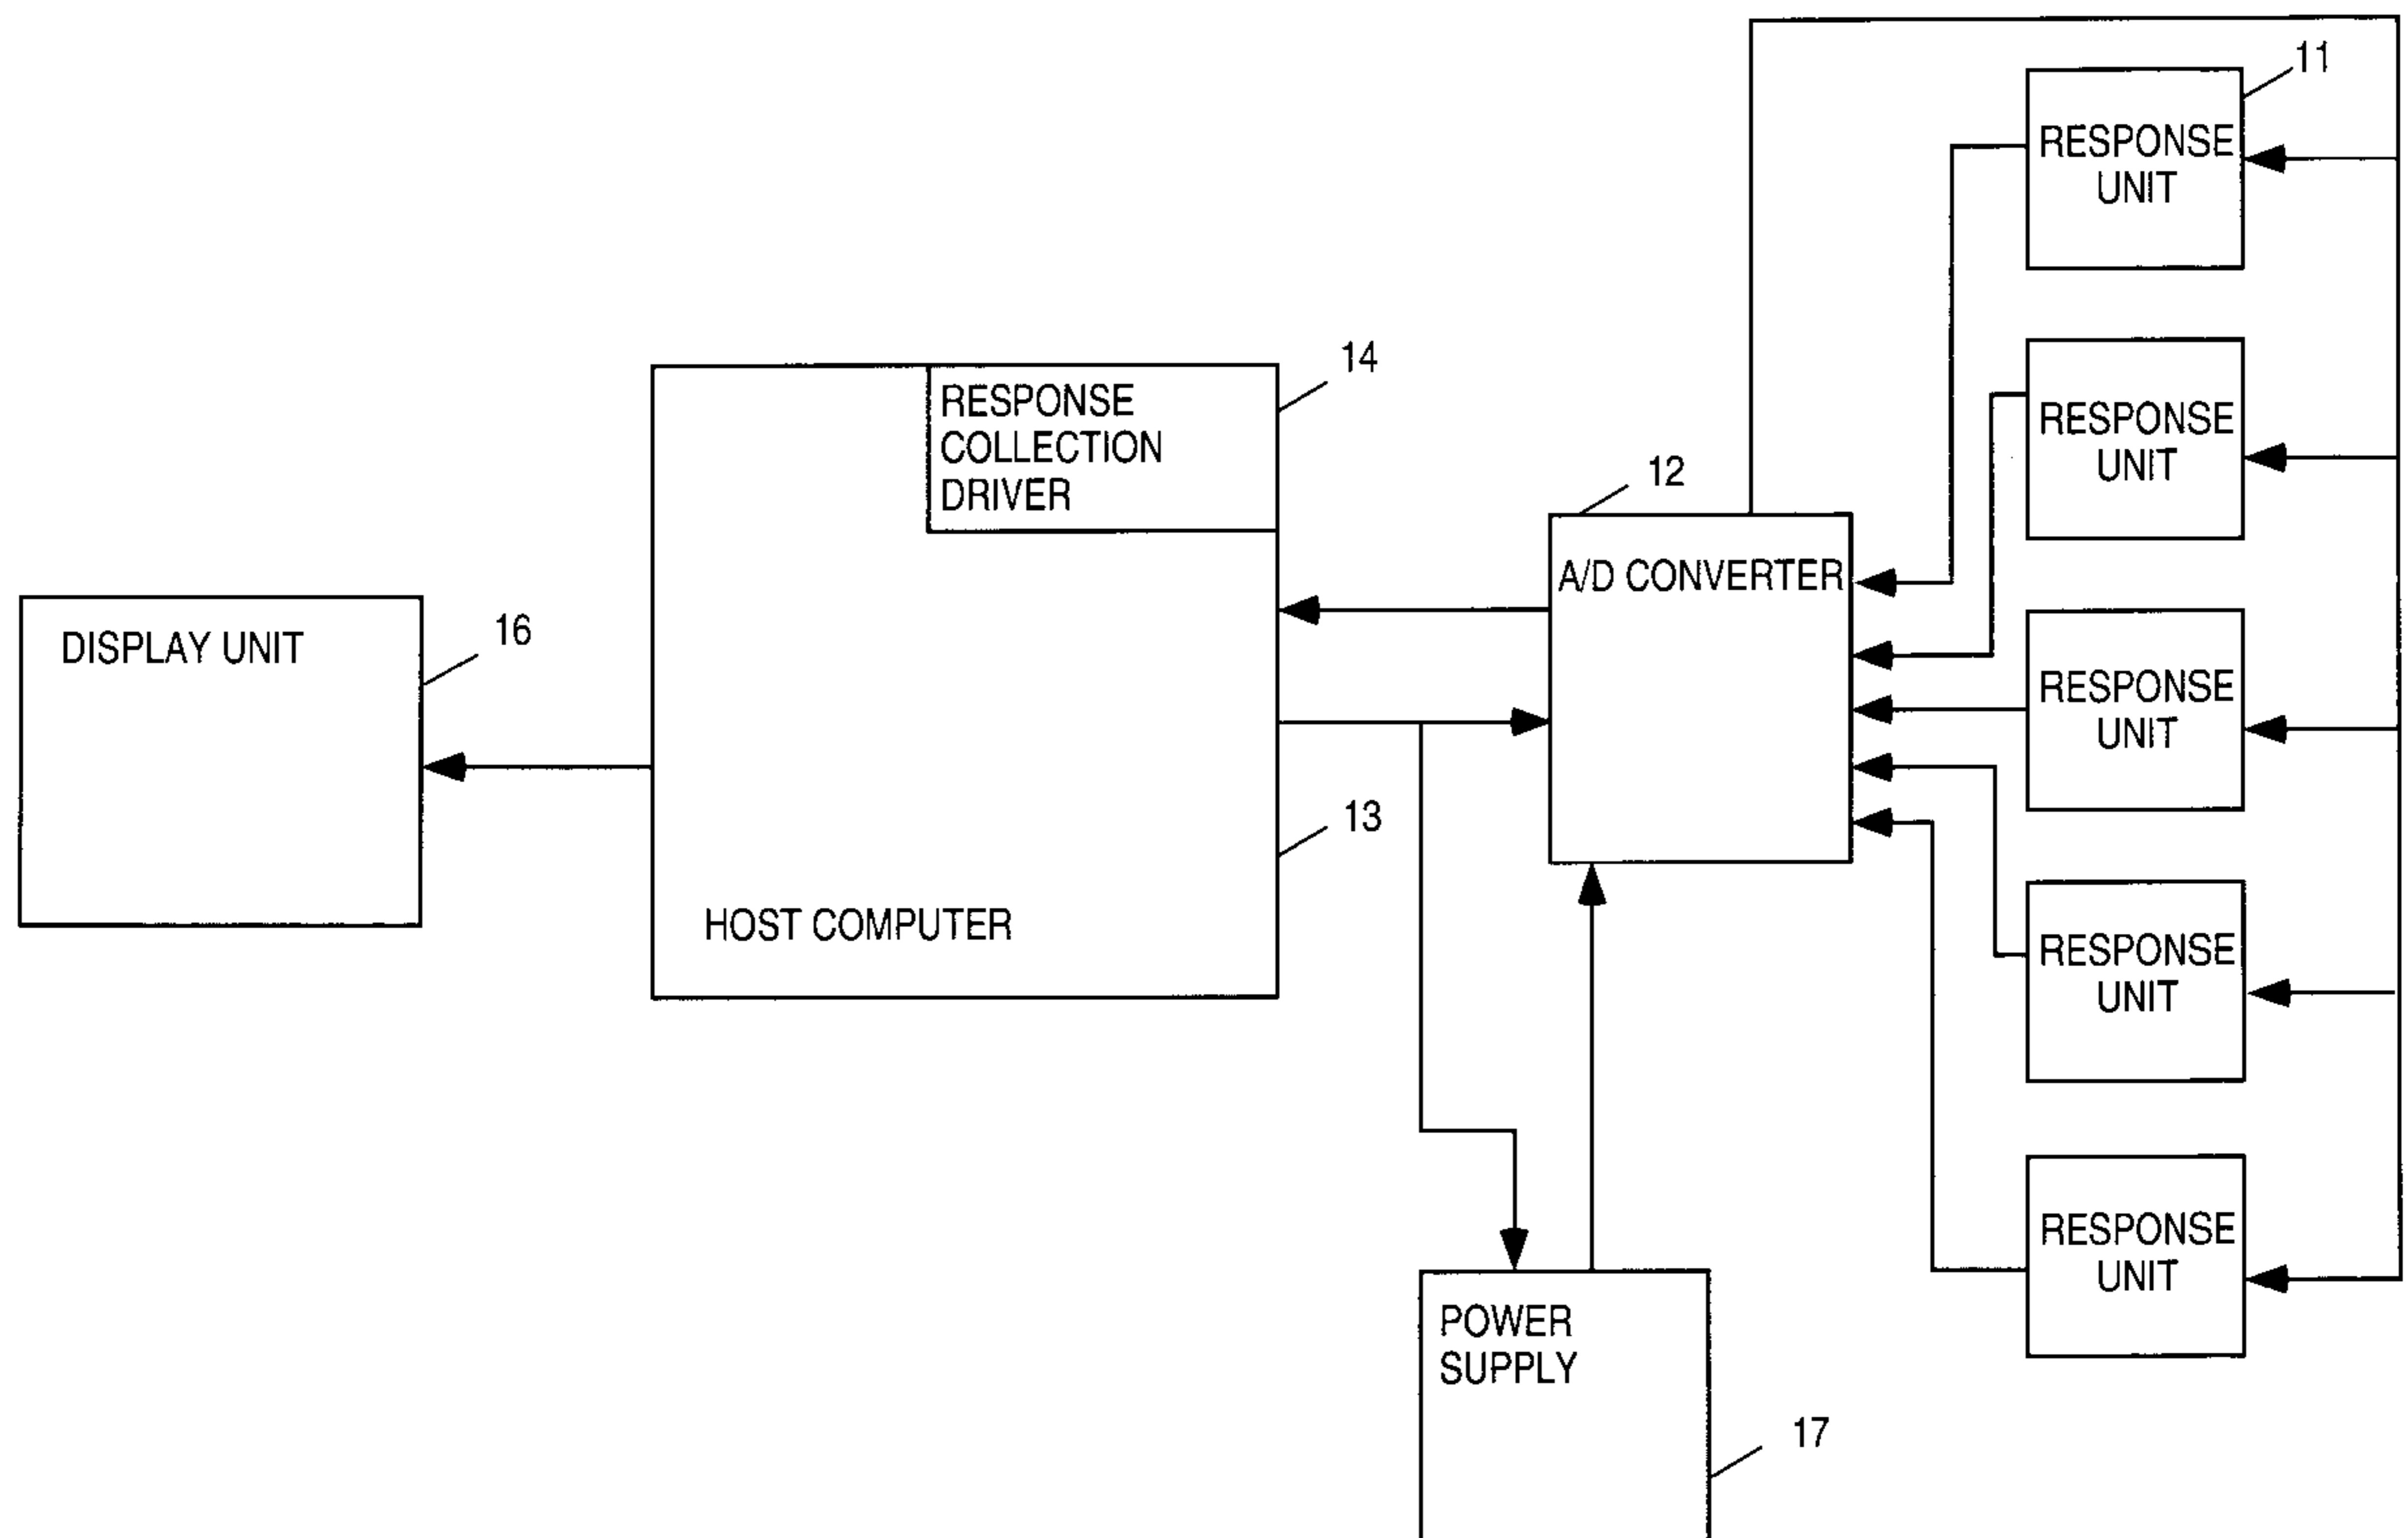 11
RESPONSE
UNIT
14
RESPONSE
COLLECTION
DRIVER
RESPONSE
UNIT
12
A/D CONVERTER
16
DISPLAY UNIT
RESPONSE
UNIT
13
HOST COMPUTER
RESPONSE
UNIT
RESPONSE
UNIT
POWER
SUPPLY
17